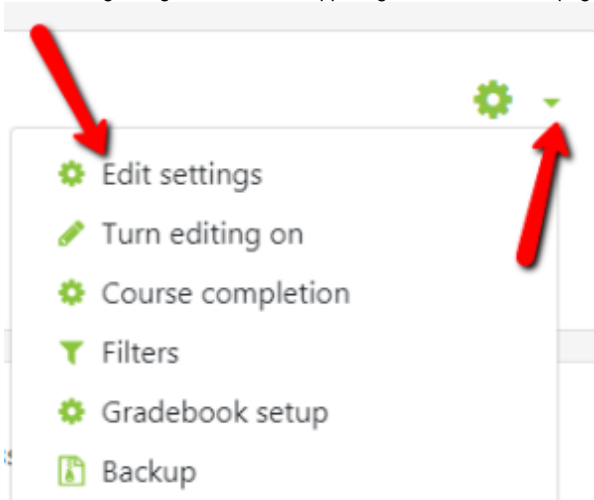 Edit settings
Turn editing on
Course completion
Filters
Gradebook setup
Backup